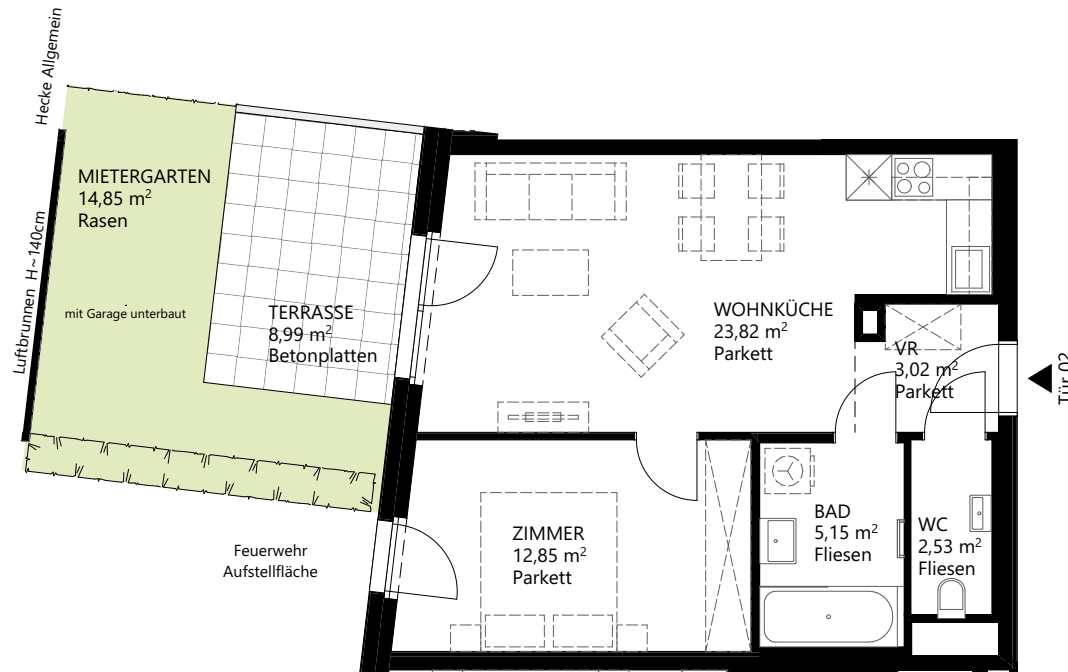 Hecke Allgemein
MIETERGARTEN
14,85 m²
Rasen
Luftbrunnen H~140cm
mit Garage unterbaut
TERRASSE
8,99 m²
Betonplatten
WOHNKÜCHE
23,82 m²
Parkett
VR
3,02 m²
Parkett
Tür 02
ZIMMER
12,85 m²
Parkett
BAD
5,15 m²
Fliesen
WC
2,53 m²
Fliesen
Feuerwehr
Aufstellfläche